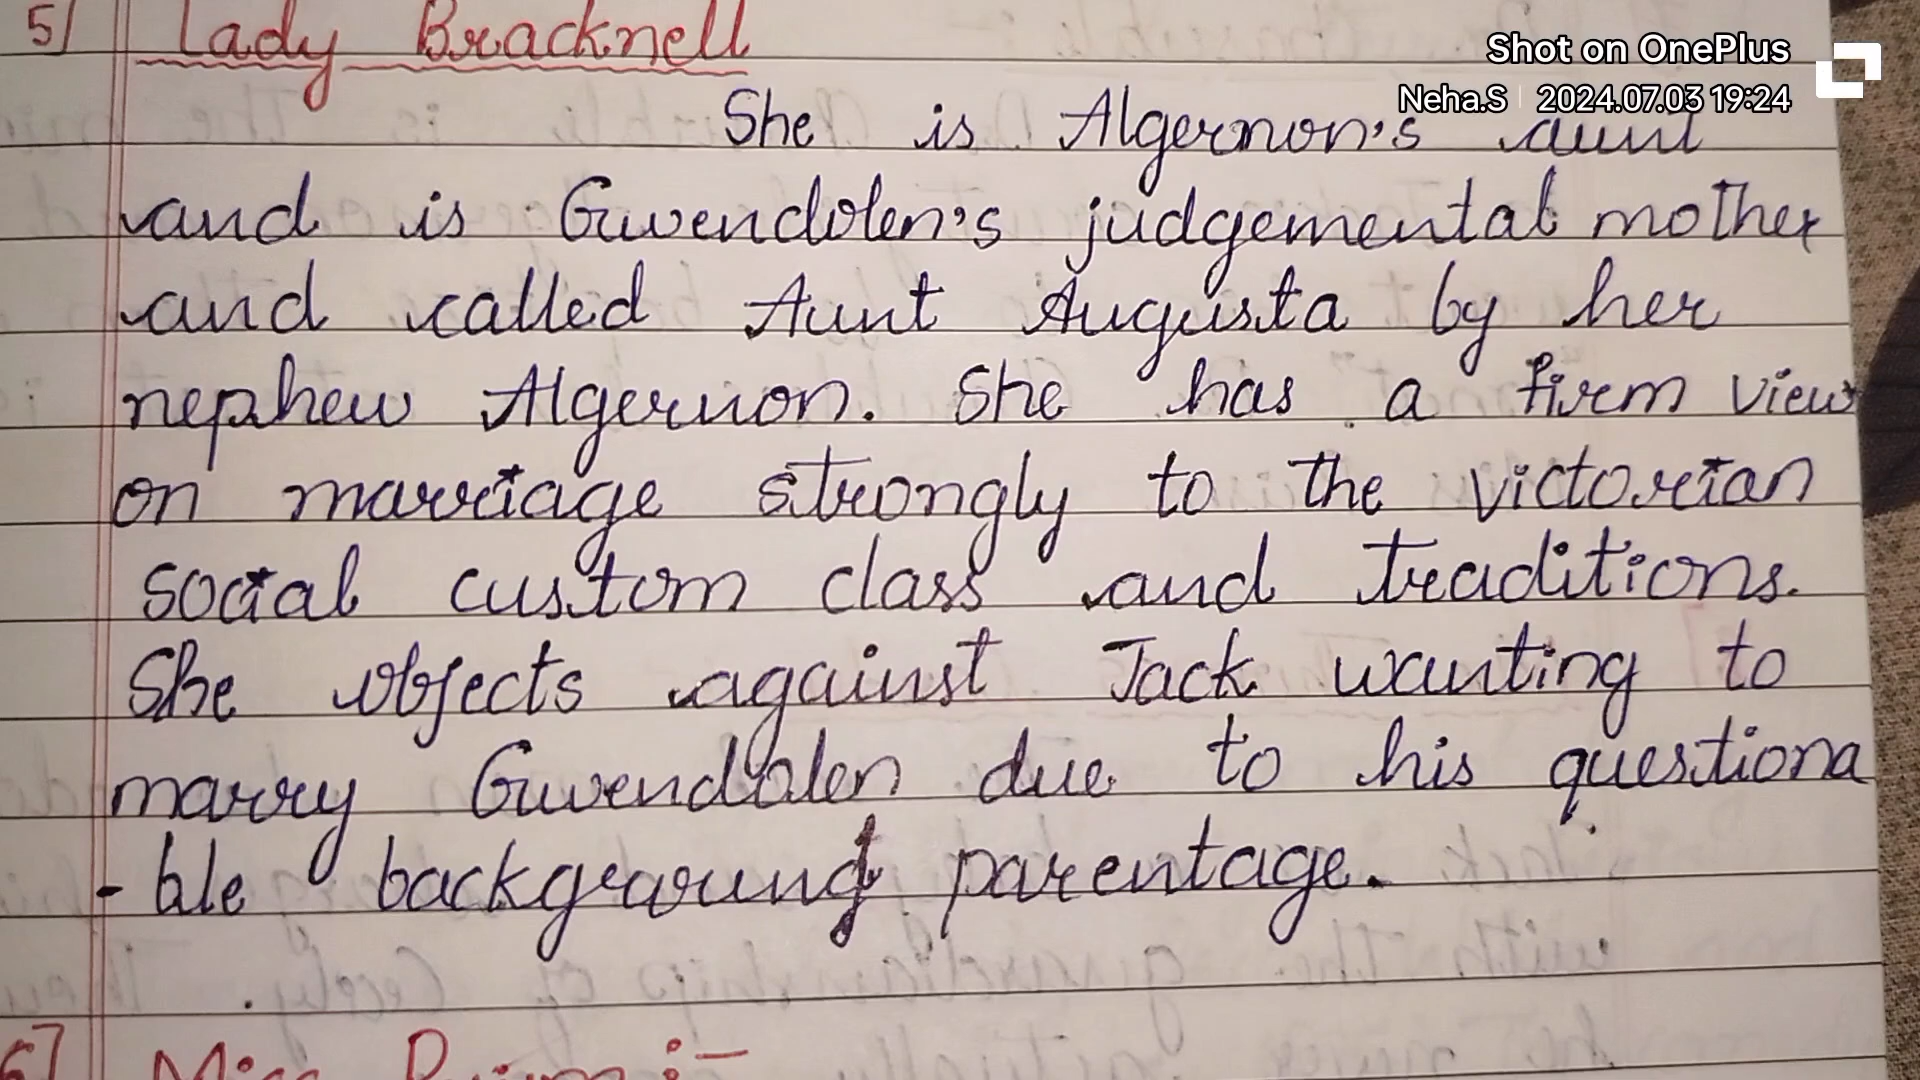 5/ Lady Bracknell
Shot on OnePlus
Neha.S | 2024.07.03 19:24
She is Algernon's aunt
and is Gwendolen's judgemental mother
and called Aunt Augusta by her
nephew Algernon. She has a firm view
on marriage strongly to the victorian
social custom class and traditions.
She objects against Jack wanting to
marry Gwendolen due to his questiona
-ble background parentage.
6] Miss Prism :-